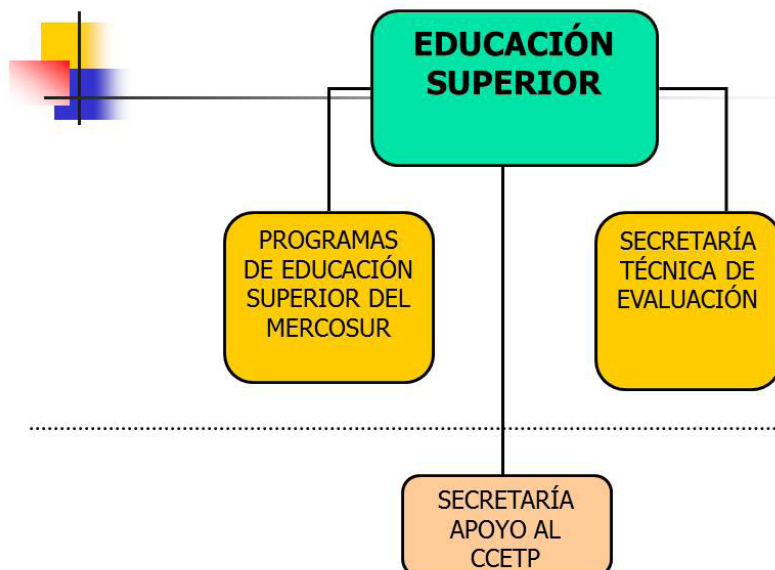 EDUCACIÓN
SUPERIOR
PROGRAMAS
DE EDUCACIÓN
SUPERIOR DEL
MERCOSUR
SECRETARÍA
TÉCNICA DE
EVALUACIÓN
SECRETARÍA
APOYO AL
CCETP